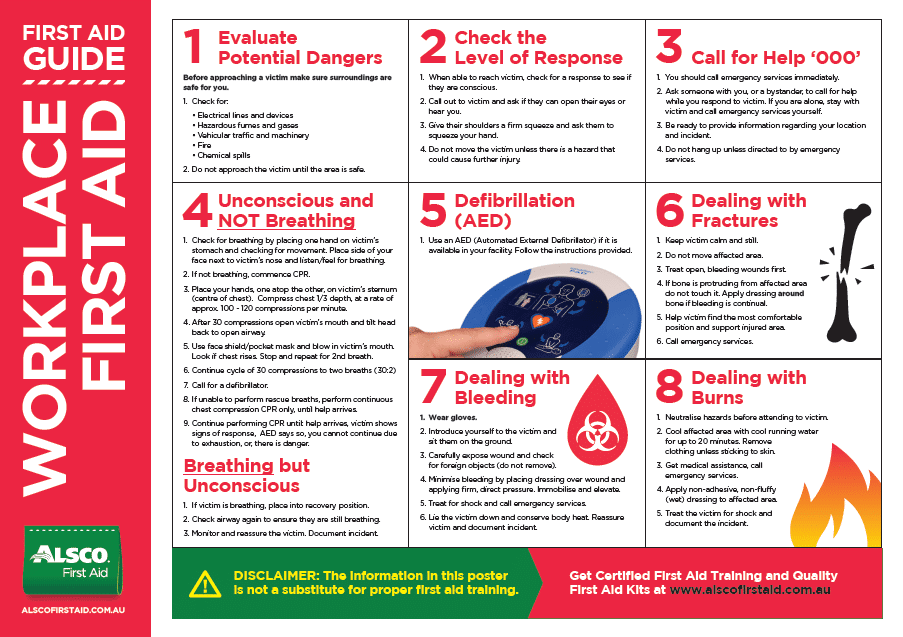 FIRST AID
GUIDE
WORKPLACE
FIRST AID
ALSCO.
First Aid
ALSCOFIRSTAID.COM.AU
1 Evaluate
Potential Dangers
Before approaching a victim make sure surroundings are
safe for you.
1. Check for:
• Electrical lines and devices
• Hazardous fumes and gases
• Vehicular traffic and machinery
• Fire
• Chemical spills
2. Do not approach the victim until the area is safe.
2 Check the
Level of Response
1. When able to reach victim, check for a response to see if
they are conscious.
2. Call out to victim and ask if they can open their eyes or
hear you.
3. Give their shoulders a firm squeeze and ask them to
squeeze your hand.
4. Do not move the victim unless there is a hazard that
could cause further injury.
3 Call for Help ‘000’
1. You should call emergency services immediately.
2. Ask someone with you, or a bystander, to call for help
while you respond to victim. If you are alone, stay with
victim and call emergency services yourself.
3. Be ready to provide information regarding your location
and incident.
4. Do not hang up unless directed to by emergency
services.
4 Unconscious and
NOT Breathing
1. Check for breathing by placing one hand on victim’s
stomach and checking for movement. Place side of your
face next to victim’s nose and listen/feel for breathing.
2. If not breathing, commence CPR.
3. Place your hands, one atop the other, on victim’s sternum
(centre of chest). Compress chest 1/3 depth, at a rate of
approx. 100 - 120 compressions per minute.
4. After 30 compressions open victim’s mouth and tilt head
back to open airway.
5. Use face shield/pocket mask and blow in victim’s mouth.
Look if chest rises. Stop and repeat for 2nd breath.
6. Continue cycle of 30 compressions to two breaths (30:2)
7. Call for a defibrillator.
8. If unable to perform rescue breaths, perform continuous
chest compression CPR only, until help arrives.
9. Continue performing CPR until: help arrives, victim shows
signs of response, AED says so, you cannot continue due
to exhaustion, or, there is danger.
Breathing but
Unconscious
1. If victim is breathing, place into recovery position.
2. Check airway again to ensure they are still breathing.
3. Monitor and reassure the victim. Document incident.
5 Defibrillation
(AED)
1. Use an AED (Automated External Defibrilator) if it is
available in your facility. Follow the instructions provided.
6 Dealing with
Fractures
1. Keep victim calm and still.
2. Do not move affected area.
3. Treat open, bleeding wounds first.
4. If bone is protruding from affected area
do not touch it. Apply dressing around
bone if bleeding is continual.
5. Help victim find the most comfortable
position and support injured area.
6. Call emergency services.
7 Dealing with
Bleeding
1. Wear gloves.
2. Introduce yourself to the victim and
sit them on the ground.
3. Carefully expose wound and check
for foreign objects (do not remove).
4. Minimise bleeding by placing dressing over wound and
applying firm, direct pressure. Immobilise and elevate.
5. Treat for shock and call emergency services.
6. Lie the victim down and conserve body heat. Reassure
victim and document incident.
8 Dealing with
Burns
1. Neutralise hazards before attending to victim.
2. Cool affected area with cool running water
for up to 20 minutes. Remove
clothing unless sticking to skin.
3. Get medical assistance, call
emergency services.
4. Apply non-adhesive, non-fluffy
(wet) dressing to affected area.
5. Treat the victim for shock and
document the incident.
DISCLAIMER: The information in this poster
is not a substitute for proper first aid training.
Get Certified First Aid Training and Quality
First Aid Kits at www.alscofirstaid.com.au